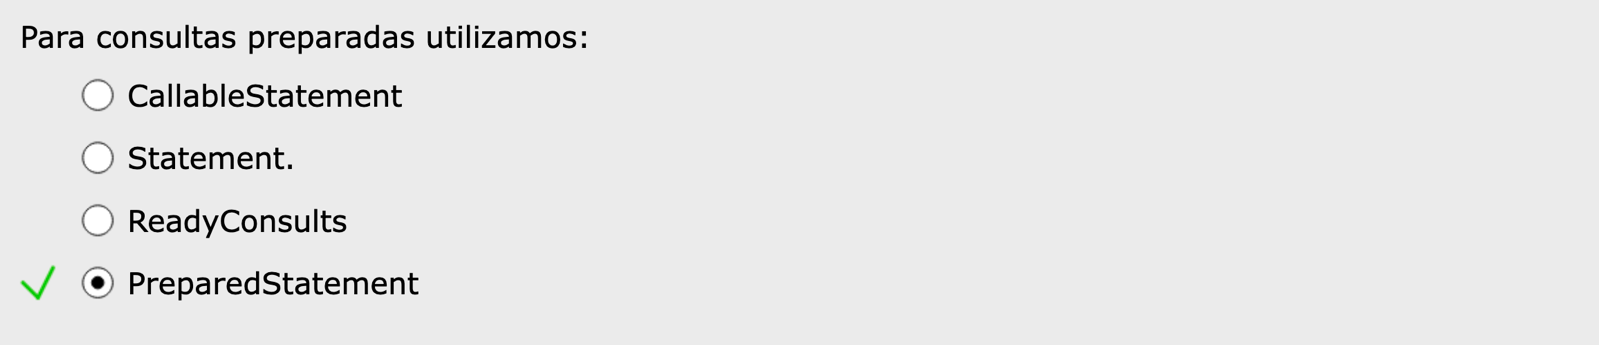 Para consultas preparadas utilizamos:
CallableStatement
Statement.
ReadyConsults
PreparedStatement